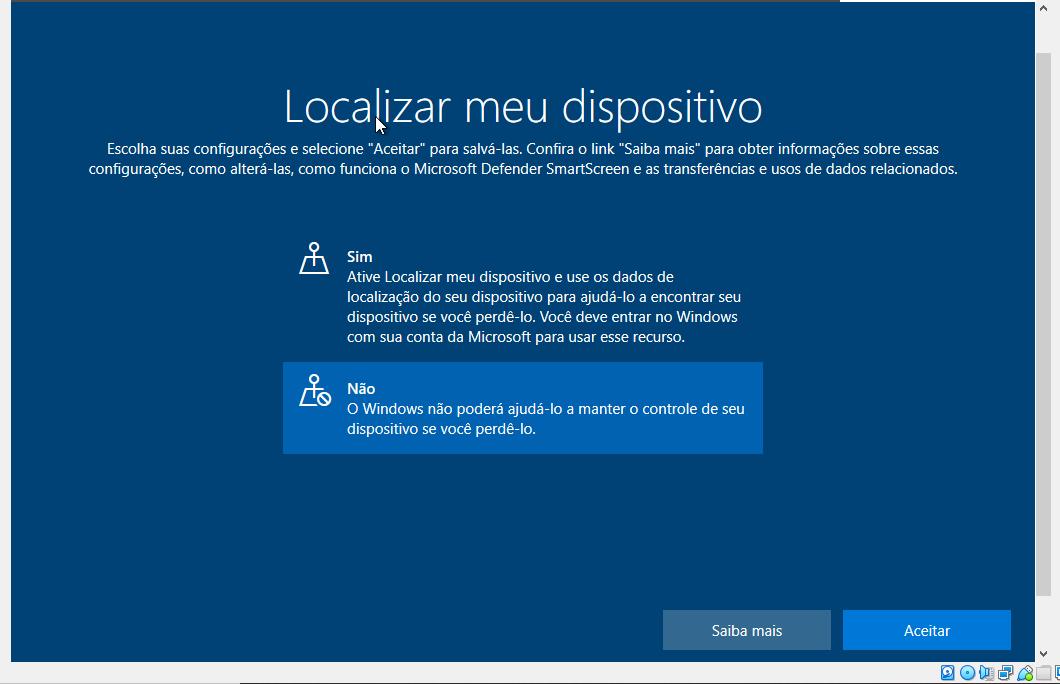 Localizar meu dispositivo
Escolha suas configurações e selecione "Aceitar" para salvá-las. Confira o link "Saiba mais" para obter informações sobre essas
configurações, como alterá-las, como funciona o Microsoft Defender SmartScreen e as transferências e usos de dados relacionados.
Sim
Ative Localizar meu dispositivo e use os dados de
localização do seu dispositivo para ajudá-lo a encontrar seu
dispositivo se você perdê-lo. Você deve entrar no Windows
com sua conta da Microsoft para usar esse recurso.
Não
O Windows não poderá ajudá-lo a manter o controle de seu
dispositivo se você perdê-lo.
Saiba mais
Aceitar